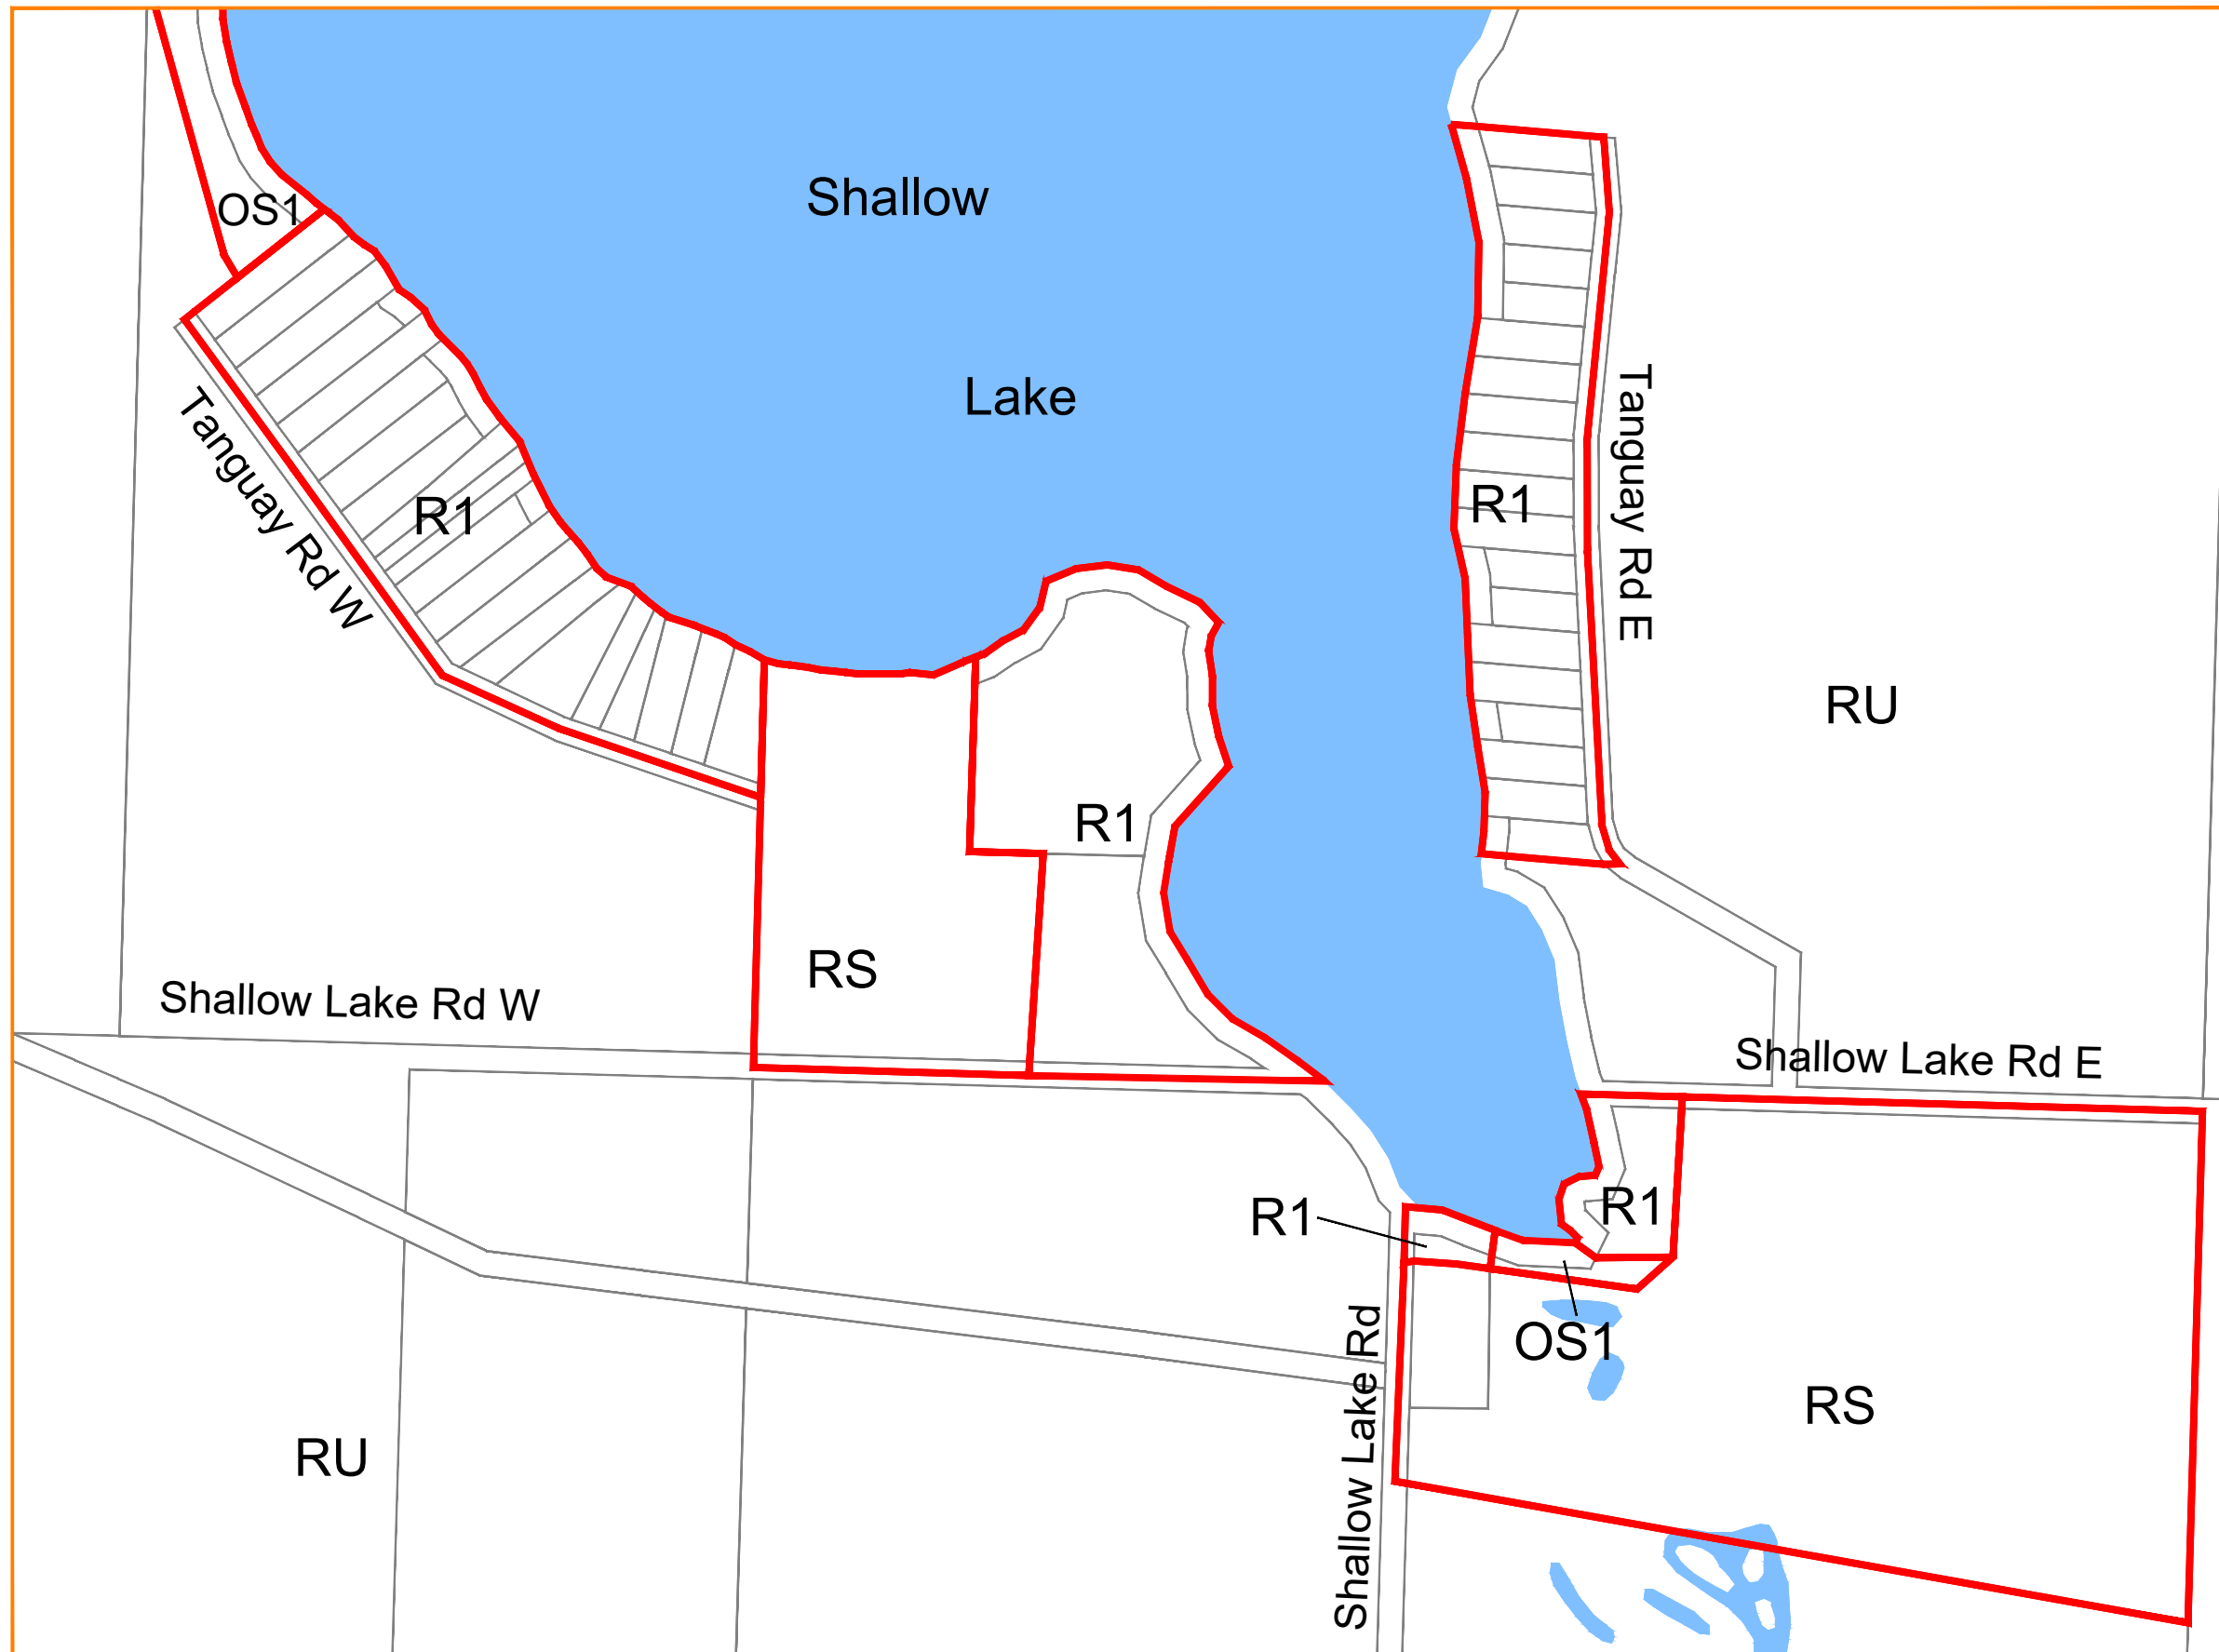 Shallow
OS1
Lake
Tanguay Rd W
R1
R1
Tanguay Rd E
RU
R1
RS
Shallow Lake Rd W
Shallow Lake Rd E
R1
R1
OS1
Shallow Lake Rd
RS
RU